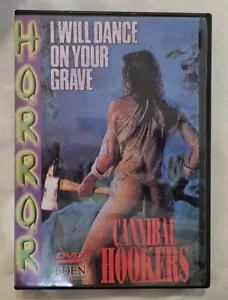 HORROR
I WILL DANCE
ON YOUR
GRAVE
CANNIBAL
HOOKERS
DVD
EDEN